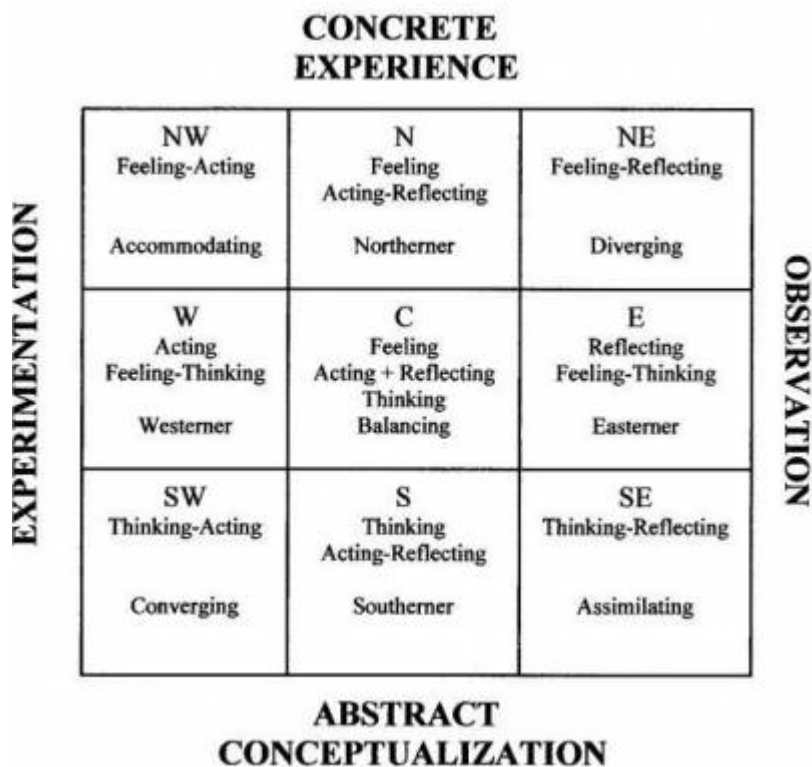 CONCRETE
EXPERIENCE
EXPERIMENTATION
NW
Feeling-Acting
Accommodating
N
Feeling
Acting-Reflecting
Northerner
NE
Feeling-Reflecting
Diverging
W
Acting
Feeling-Thinking
Westerner
C
Feeling
Acting + Reflecting
Thinking
Balancing
E
Reflecting
Feeling-Thinking
Easterner
SW
Thinking-Acting
Converging
S
Thinking
Acting-Reflecting
Southerner
SE
Thinking-Reflecting
Assimilating
OBSERVATION
ABSTRACT
CONCEPTUALIZATION